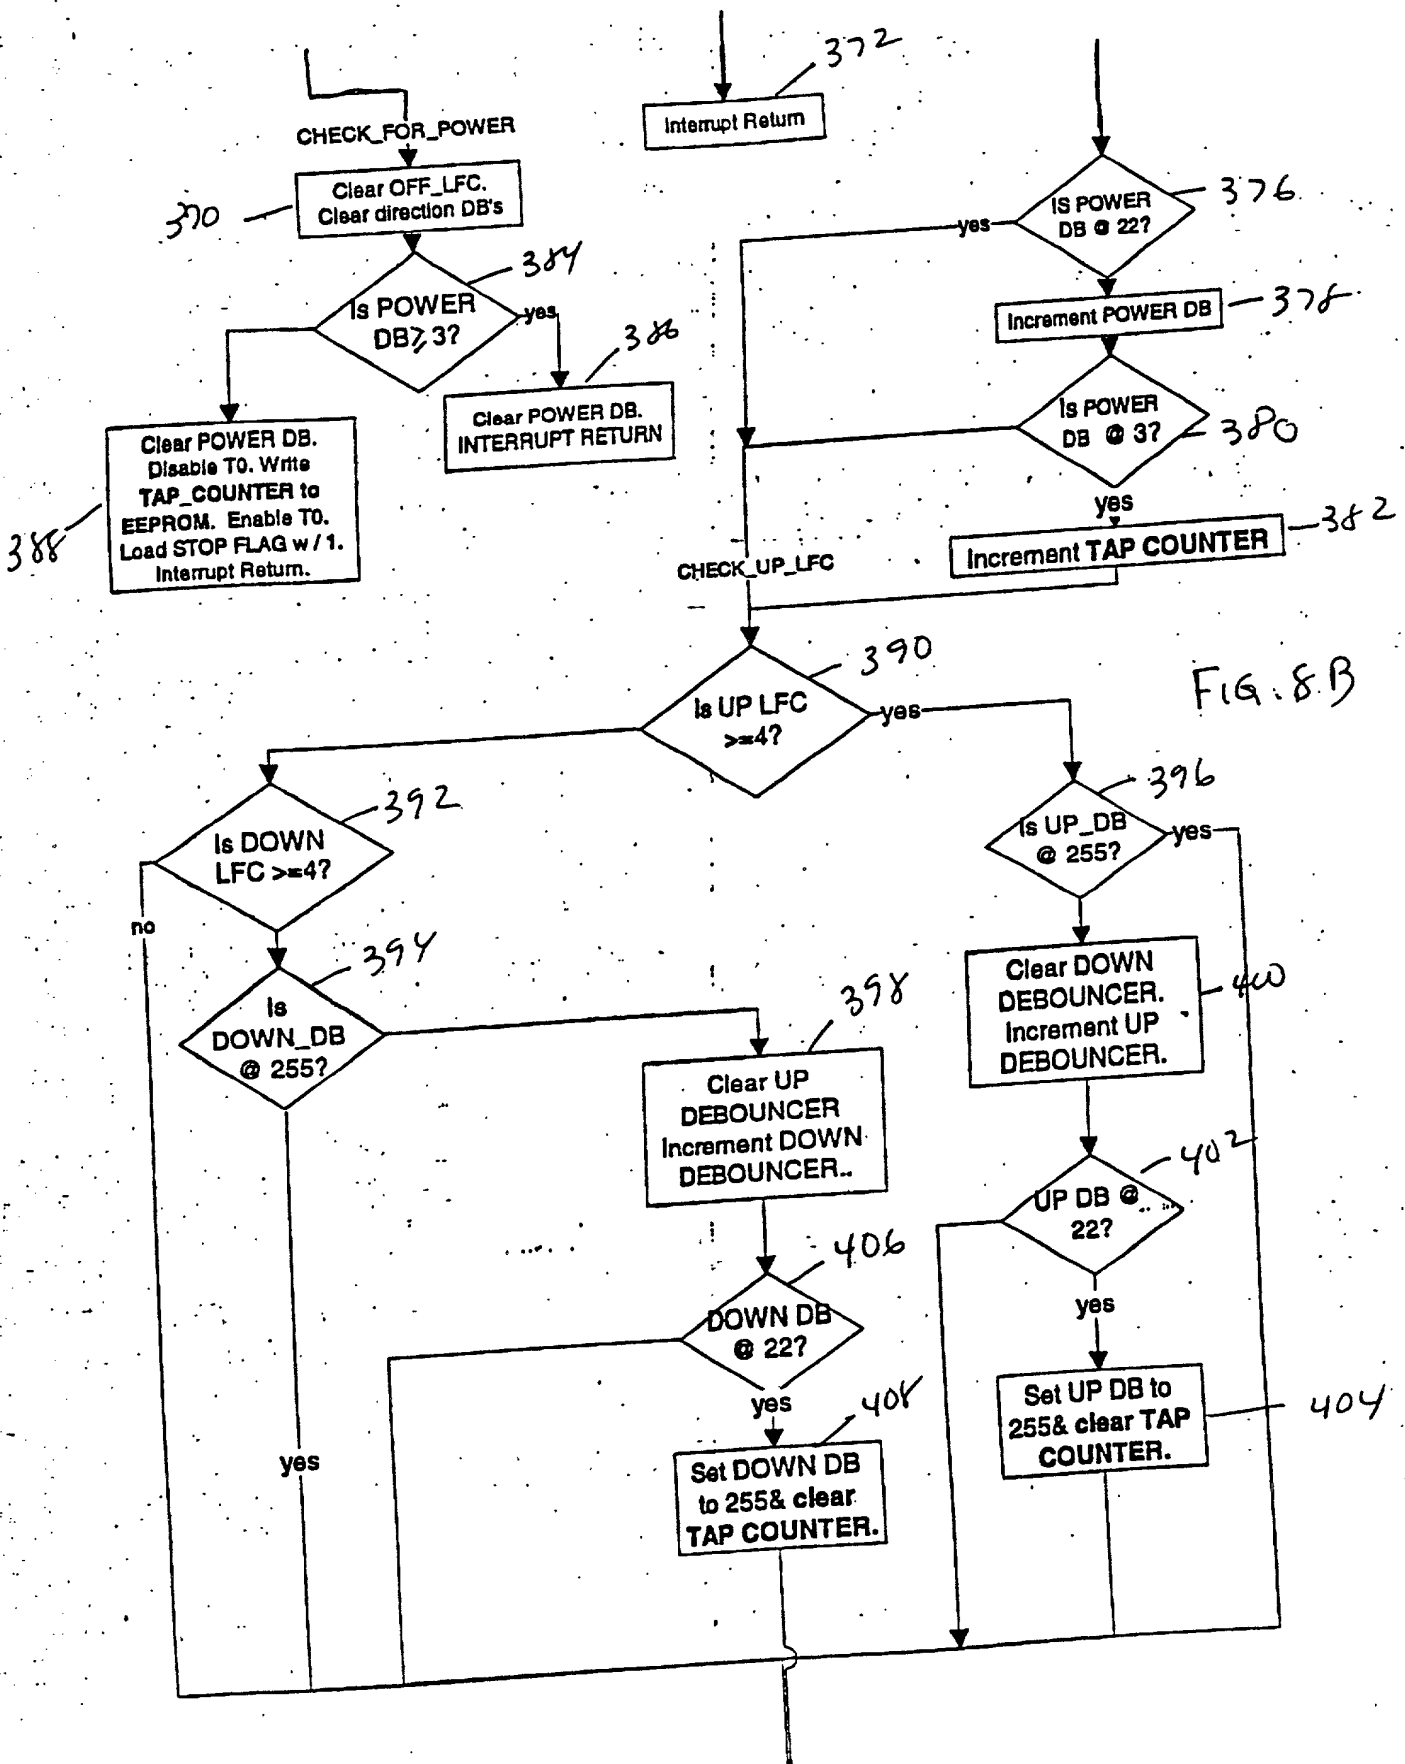 372
Interrupt Return
CHECK_FOR_POWER
370
Clear OFF_LFC.
Clear direction DB's
376
IS POWER
DB @ 22?
yes
384
Is POWER
DB≥ 3?
yes
378
Increment POWER DB
386
Clear POWER DB.
INTERRUPT RETURN
380
Is POWER
DB @ 3?
yes
388
Clear POWER DB.
Disable T0. Write
TAP_COUNTER to
EEPROM. Enable T0.
Load STOP FLAG w / 1.
Interrupt Return.
382
Increment TAP COUNTER
CHECK_UP_LFC
390
Is UP LFC
>=4?
yes
FIG. 8.B
392
Is DOWN
LFC >=4?
no
396
Is UP_DB
@ 255?
yes
394
Is
DOWN_DB
@ 255?
yes
398
Clear UP
DEBOUNCER
Increment DOWN
DEBOUNCER..
400
Clear DOWN
DEBOUNCER.
Increment UP
DEBOUNCER.
402
UP DB @
22?
yes
406
DOWN DB
@ 22?
yes
408
Set DOWN DB
to 255& clear
TAP COUNTER.
404
Set UP DB to
255& clear TAP
COUNTER.